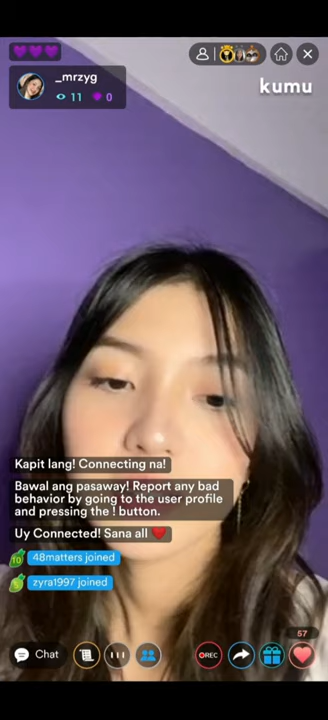 _mrzyg
11 0
kumu
Kapit lang! Connecting na!
Bawal ang pasaway! Report any bad
behavior by going to the user profile
and pressing the ! button.
Uy Connected! Sana all ❤️
48matters joined
zyra1997 joined
57
Chat
REC